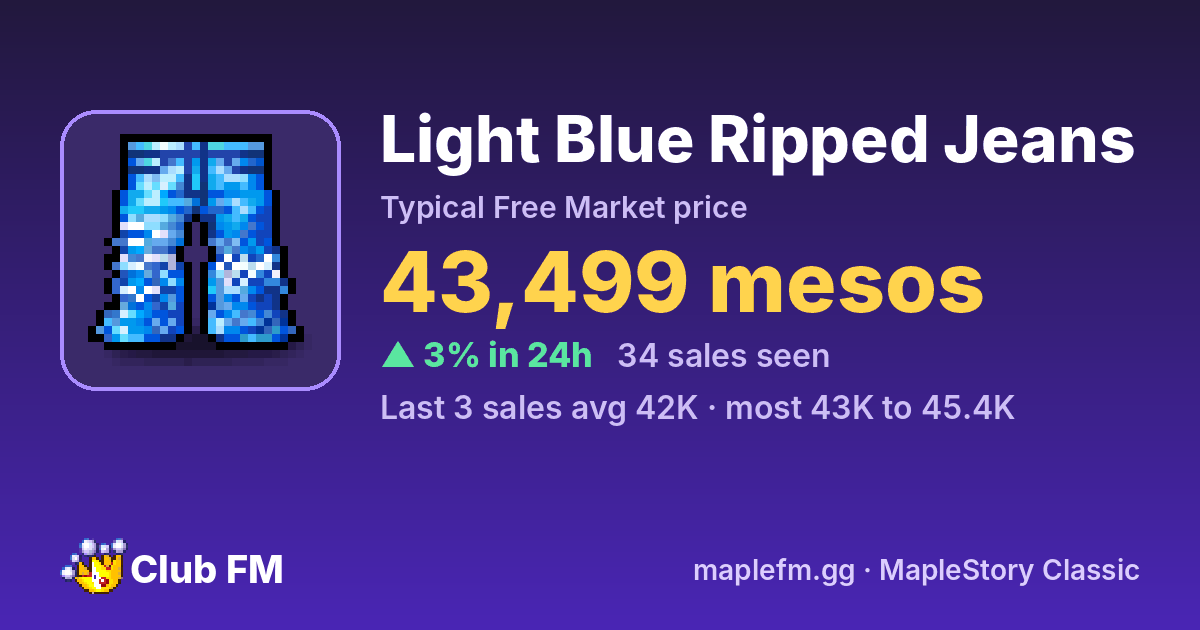 Light Blue Ripped Jeans
Typical Free Market price
43,499 mesos
▲ 3% in 24h 34 sales seen
Last 3 sales avg 42K · most 43K to 45.4K
Club FM
maplefm.gg · MapleStory Classic